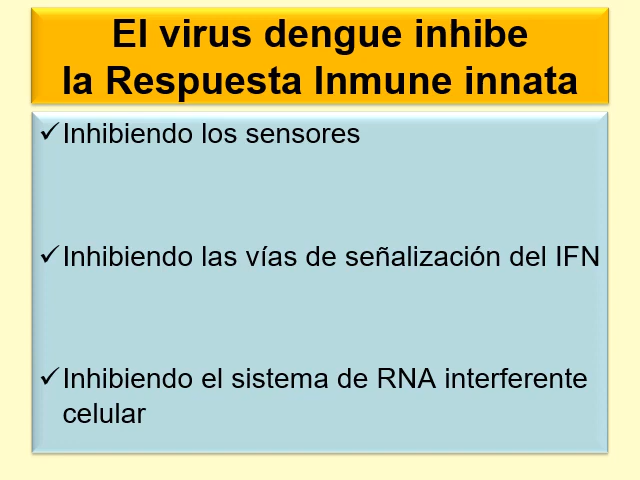 El virus dengue inhibe
la Respuesta Inmune innata
✓Inhibiendo los sensores
✓Inhibiendo las vías de señalización del IFN
✓Inhibiendo el sistema de RNA interferente
celular